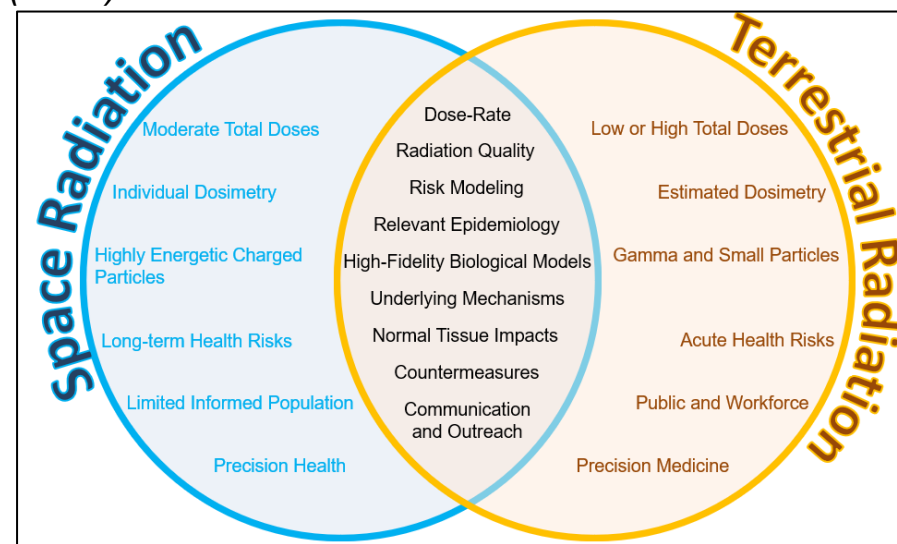 Space Radiation
Moderate Total Doses
Individual Dosimetry
Highly Energetic Charged
Particles
Long-term Health Risks
Limited Informed Population
Precision Health
Dose-Rate
Radiation Quality
Risk Modeling
Relevant Epidemiology
High-Fidelity Biological Models
Underlying Mechanisms
Normal Tissue Impacts
Countermeasures
Communication
and Outreach
Terrestrial Radiation
Low or High Total Doses
Estimated Dosimetry
Gamma and Small Particles
Acute Health Risks
Public and Workforce
Precision Medicine